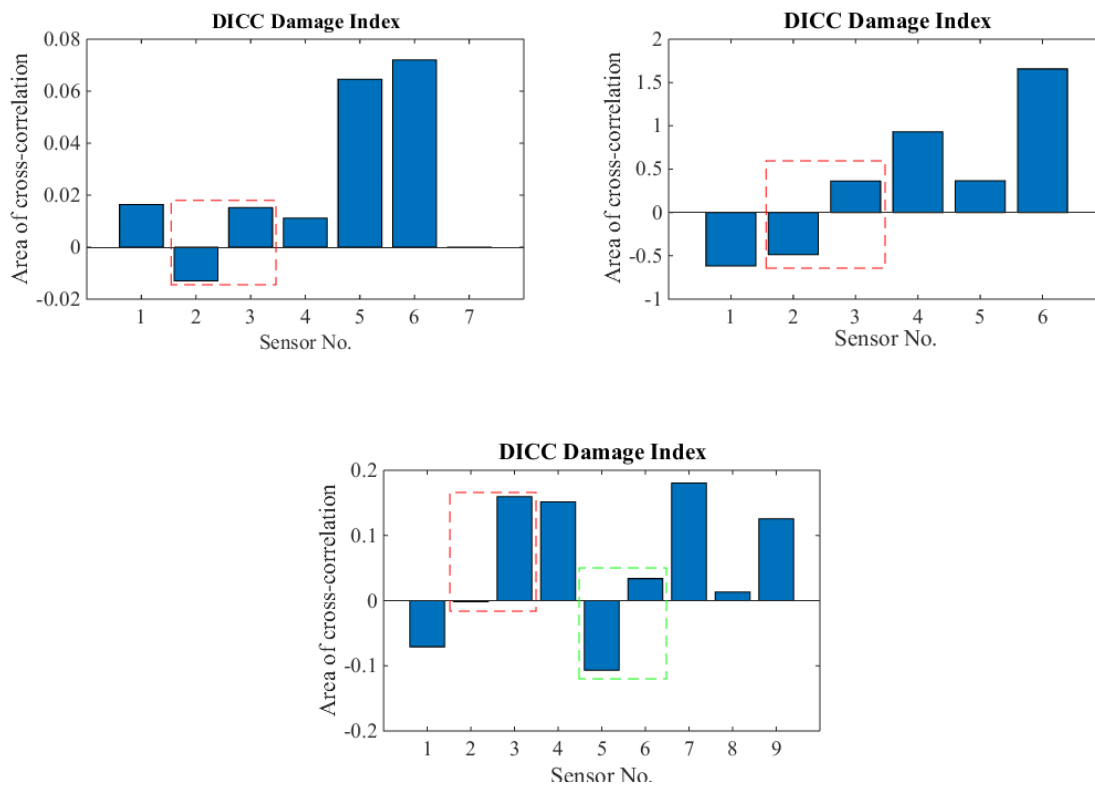 DICC Damage Index
0.08
0.06
0.04
0.02
0
-0.02
Area of cross-correlation
1 2 3 4 5 6 7
Sensor No.
DICC Damage Index
2
1.5
1
0.5
0
-0.5
-1
Area of cross-correlation
1 2 3 4 5 6
Sensor No.
DICC Damage Index
0.2
0.1
0
-0.1
-0.2
Area of cross-correlation
1 2 3 4 5 6 7 8 9
Sensor No.